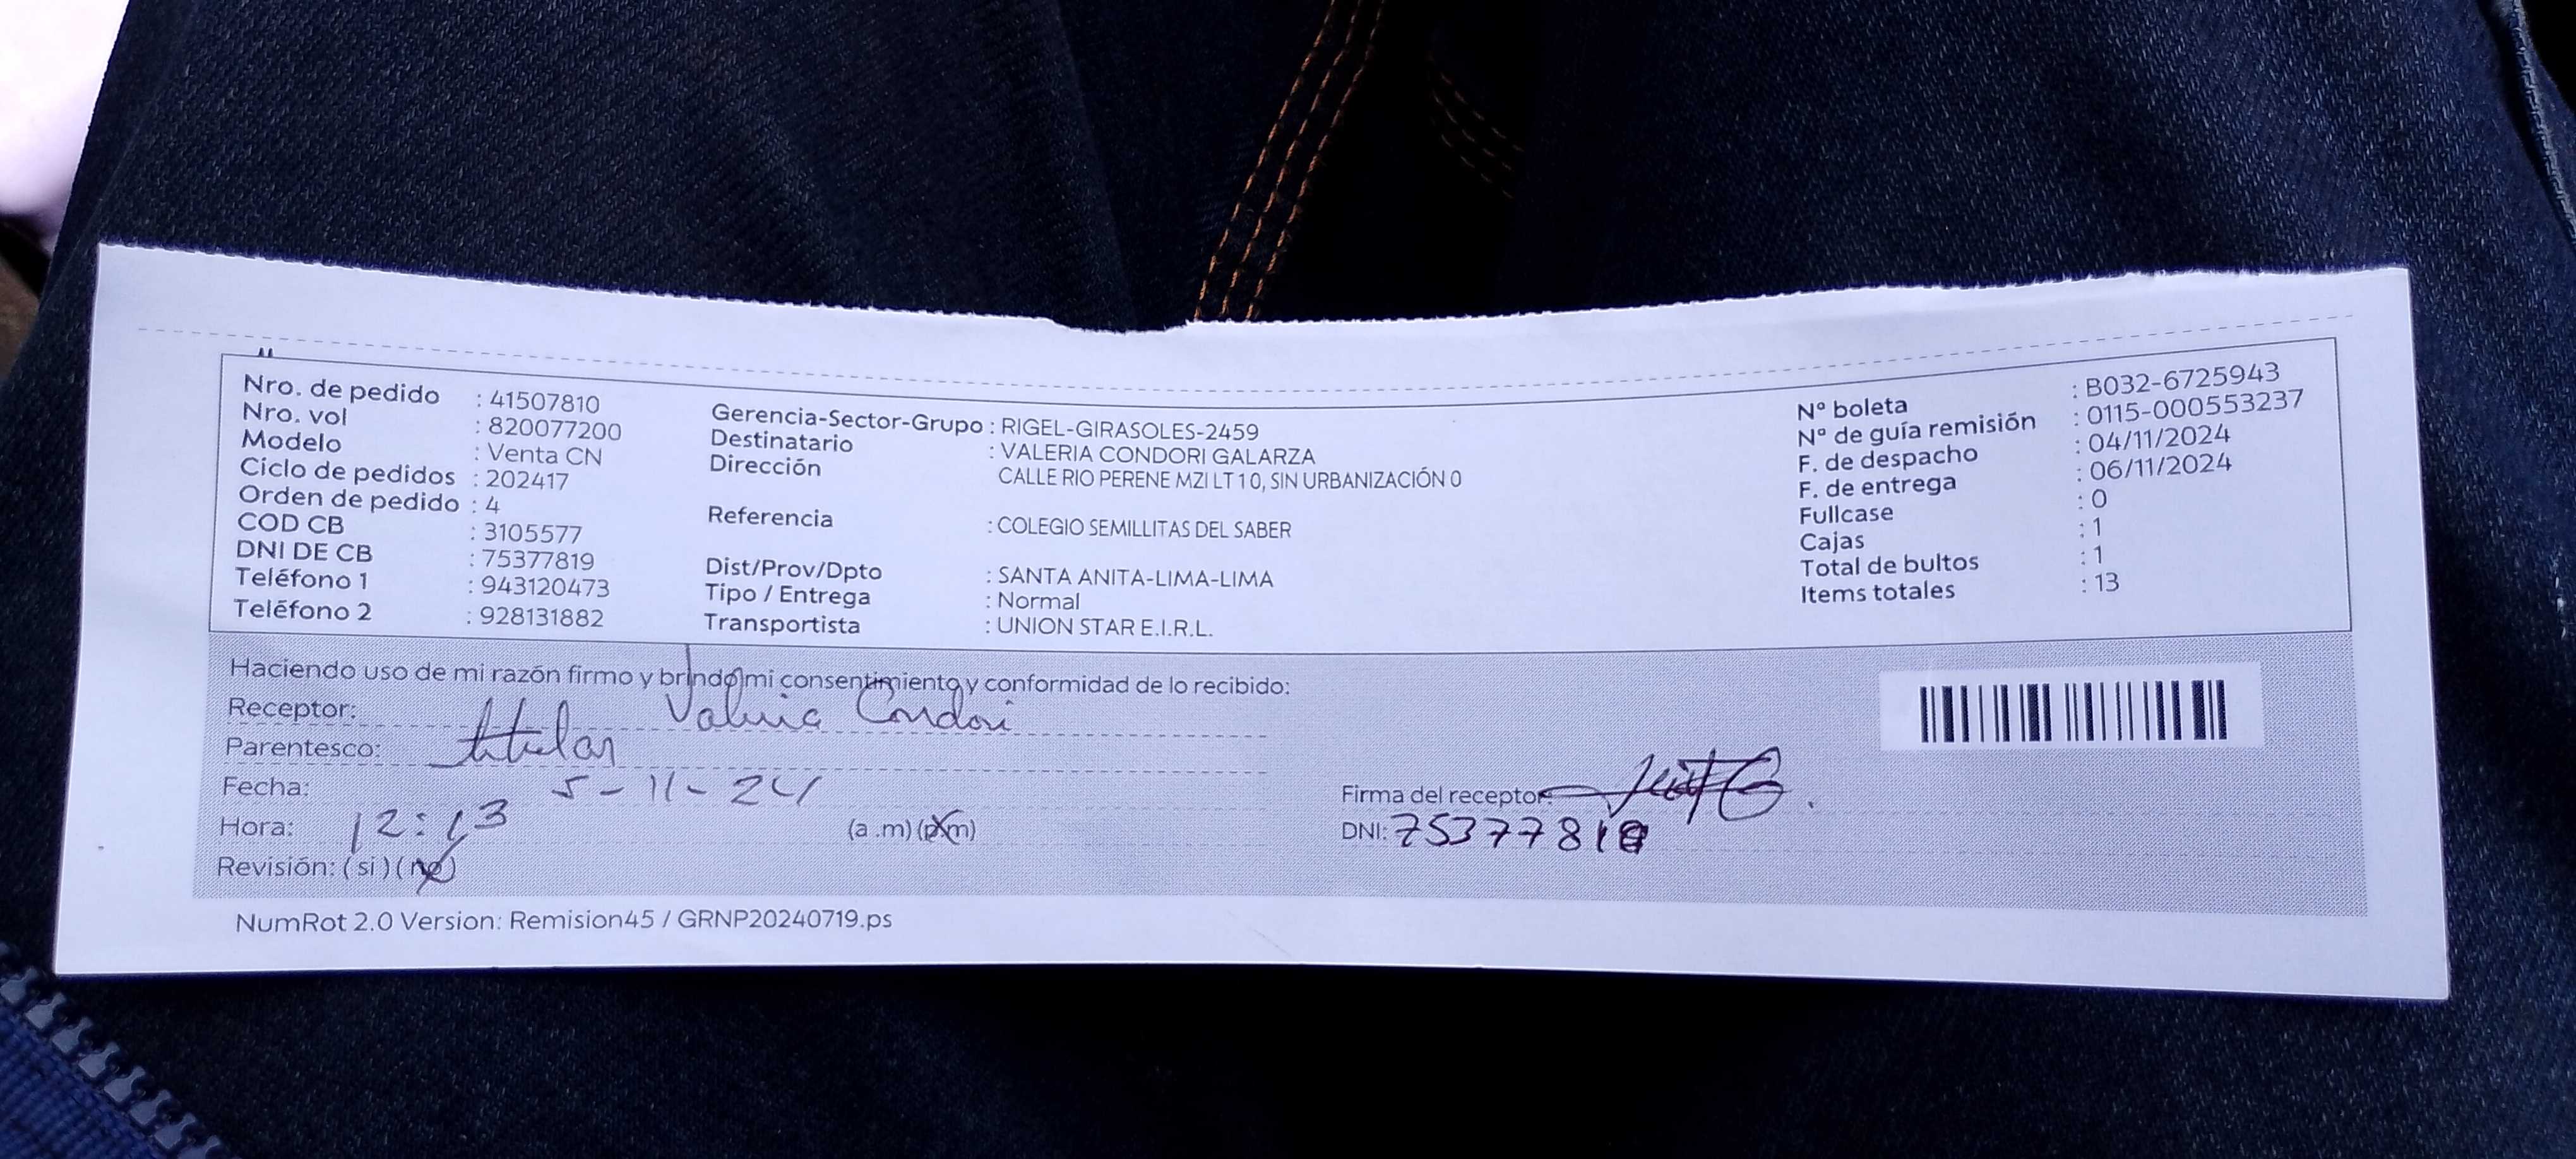 Nro. de pedido : 41507810
Nro. vol : 820077200
Modelo : Venta CN
Ciclo de pedidos : 202417
Orden de pedido : 4
COD CB : 3105577
DNI DE CB : 75377819
Teléfono 1 : 943120473
Teléfono 2 : 928131882
Gerencia-Sector-Grupo : RIGEL-GIRASOLES-2459
Destinatario : VALERIA CONDORI GALARZA
Dirección CALLE RIO PERENE MZI LT 10, SIN URBANIZACIÓN 0
Referencia : COLEGIO SEMILLITAS DEL SABER
Dist/Prov/Dpto : SANTA ANITA-LIMA-LIMA
Tipo / Entrega : Normal
Transportista : UNION STAR E.I.R.L.
N° boleta : B032-6725943
N° de guía remisión : 0115-000553237
F. de despacho : 04/11/2024
F. de entrega : 06/11/2024
Fullcase : 0
Cajas : 1
Total de bultos : 1
Items totales : 13
Haciendo uso de mi razón firmo y brindo mi consentimiento y conformidad de lo recibido:
Receptor: Valeria Condori
Parentesco: titular
Fecha: 5-11-24
Hora: 12:13 (a .m) (p.m)
Revisión: ( si ) ( no )
Firma del receptor:
DNI: 75377819
NumRot 2.0 Version: Remision45 / GRNP20240719.ps